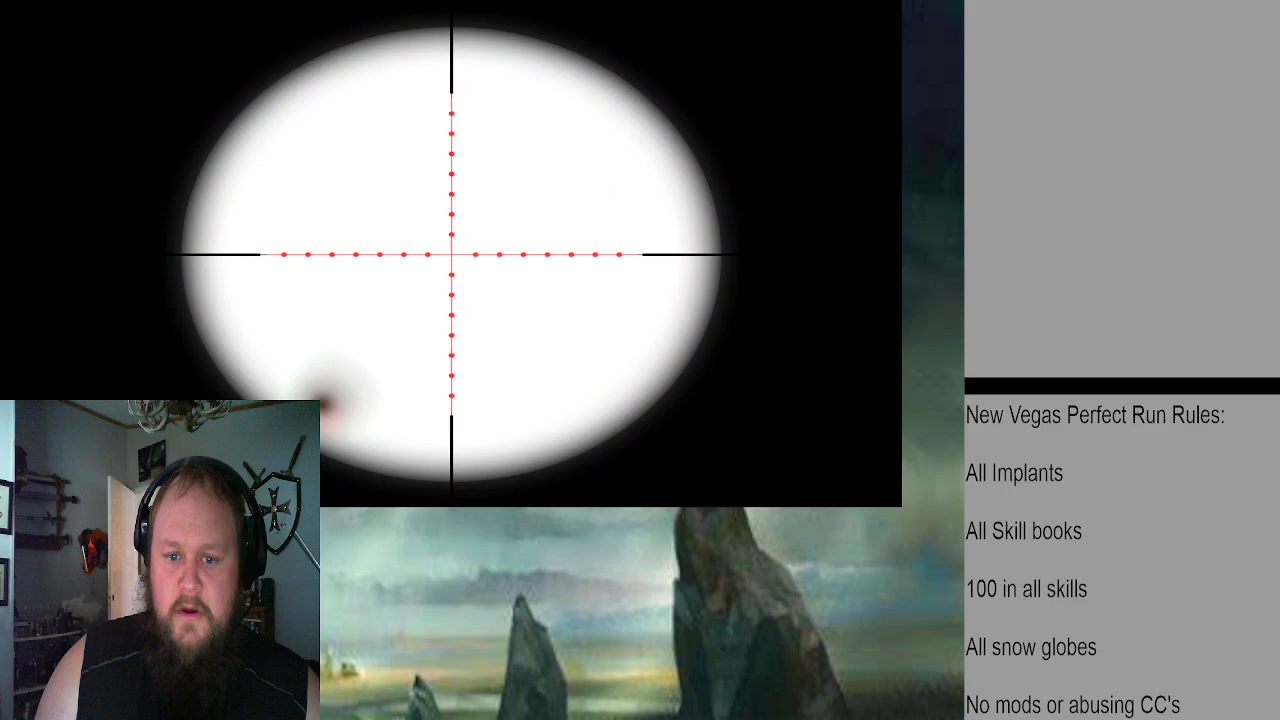 New Vegas Perfect Run Rules:
All Implants
All Skill books
100 in all skills
All snow globes
No mods or abusing CC's